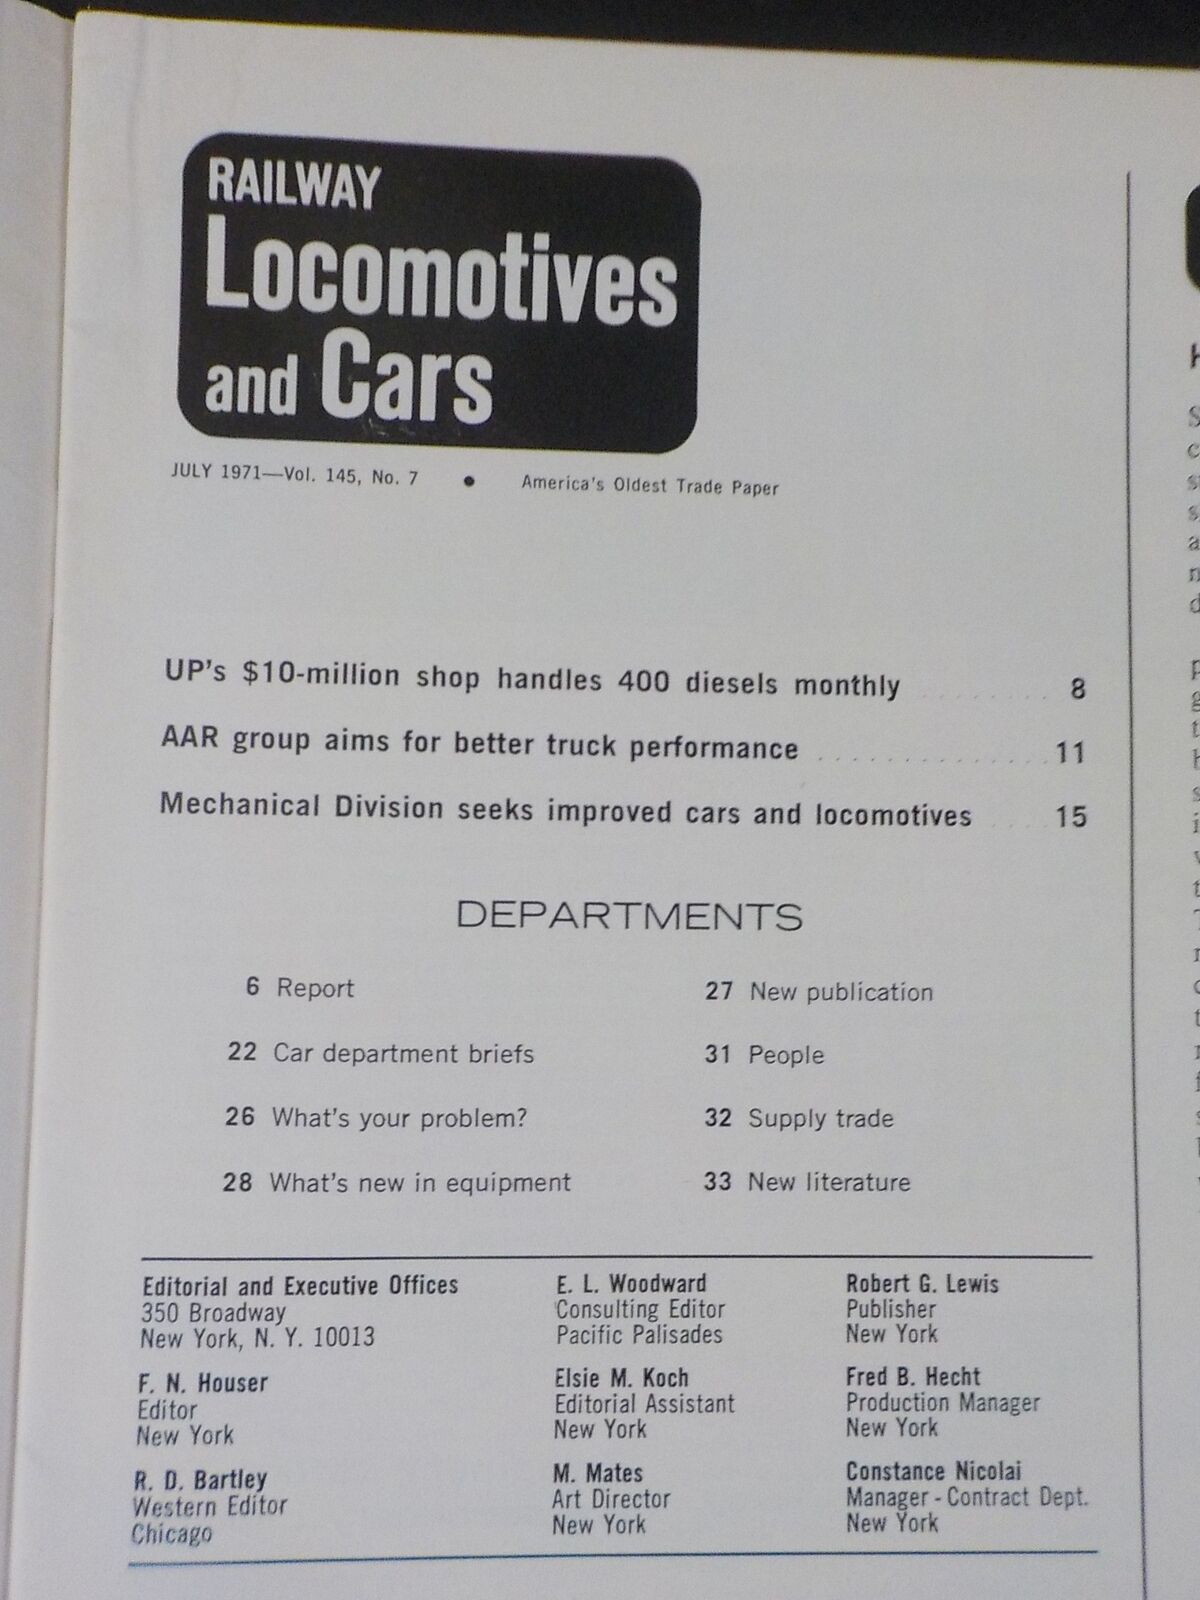 RAILWAY
Locomotives
and Cars
JULY 1971—Vol. 145, No. 7 • America's Oldest Trade Paper
UP's $10-million shop handles 400 diesels monthly ........ 8
AAR group aims for better truck performance .............. 11
Mechanical Division seeks improved cars and locomotives .... 15
DEPARTMENTS
6 Report
22 Car department briefs
26 What's your problem?
28 What's new in equipment
27 New publication
31 People
32 Supply trade
33 New literature
Editorial and Executive Offices
350 Broadway
New York, N. Y. 10013
F. N. Houser
Editor
New York
R. D. Bartley
Western Editor
Chicago
E. L. Woodward
Consulting Editor
Pacific Palisades
Elsie M. Koch
Editorial Assistant
New York
M. Mates
Art Director
New York
Robert G. Lewis
Publisher
New York
Fred B. Hecht
Production Manager
New York
Constance Nicolai
Manager - Contract Dept.
New York